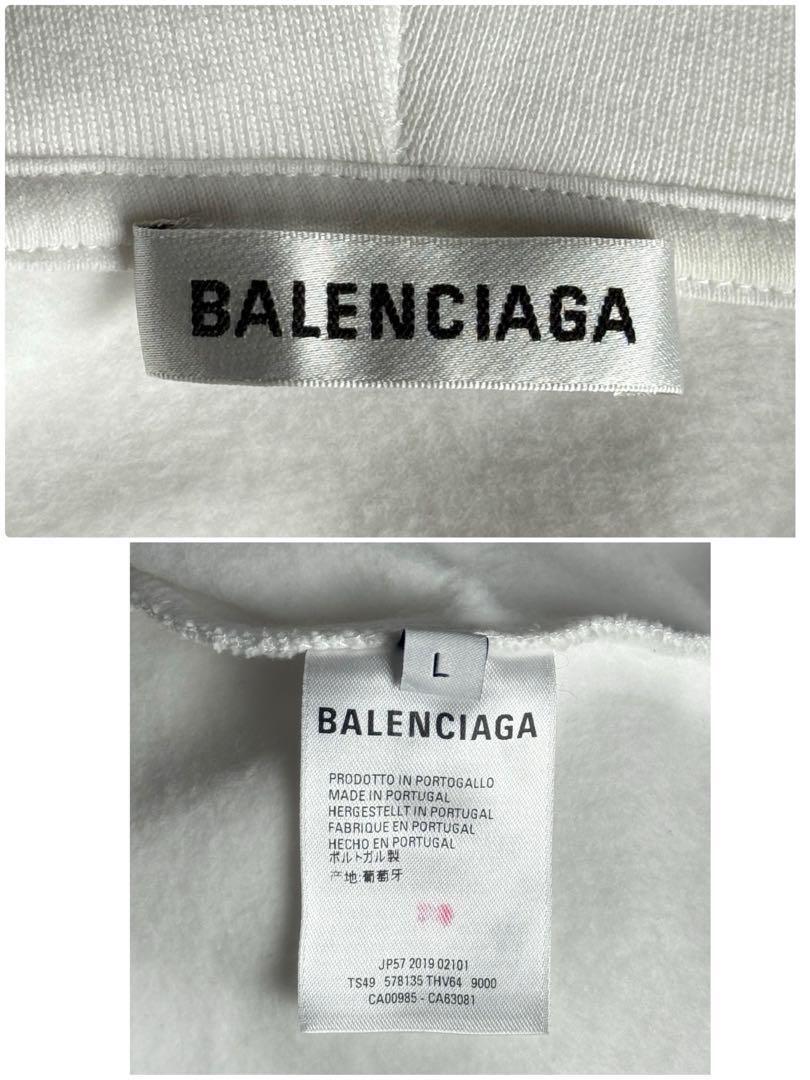 BALENCIAGA
L
BALENCIAGA
PRODOTTO IN PORTOGALLO
MADE IN PORTUGAL
HERGESTELLT IN PORTUGAL
FABRIQUE EN PORTUGAL
HECHO EN PORTUGAL
ポルトガル製
产地:葡萄牙
JP57 2019 02101
TS49 578135 THV64 9000
CA00985 - CA63081